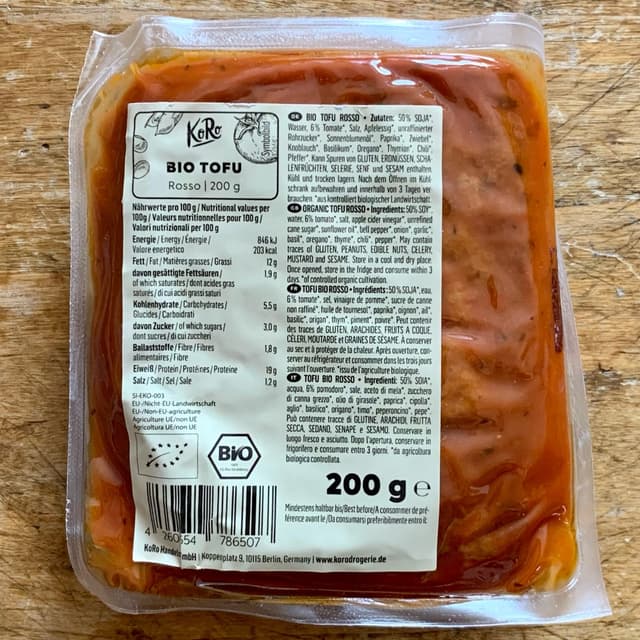 KoRo
Symbolbild
BIO TOFU
Rosso | 200 g
Nährwerte pro 100 g / Nutritional values per
100g / Valeurs nutritionnelles pour 100 g /
Valori nutrizionali per 100 g
Energie / Energy / Énergie / 846 kJ
Valore energetico 203 kcal
Fett / Fat / Matières grasses / Grassi 12 g
davon gesättigte Fettsäuren / 1,9 g
of which saturates / dont acides gras
saturés / di cui acidi grassi saturi
Kohlenhydrate / Carbohydrates / 5,5 g
Glucides / Carboidrati
davon Zucker / of which sugars / 3,0 g
dont sucres / di cui zuccheri
Ballaststoffe / Fibre / Fibres 1,8 g
alimentaires / Fibre
Eiweiß / Protein / Protéines / Proteine 19 g
Salz / Salt / Sel / Sale 1,2 g
SI-EKO-003
EU-/Nicht-EU-Landwirtschaft
EU-/Non-EU-agriculture
Agriculture UE/non UE
Agricoltura UE/non UE
BIO
4 260654 786507
DE BIO TOFU ROSSO • Zutaten: 50% SOJA*,
Wasser, 6% Tomate*, Salz, Apfelessig*, unraffinierter
Rohrzucker*, Sonnenblumenöl*, Paprika*, Zwiebel*,
Knoblauch*, Basilikum*, Oregano*, Thymian*, Chili*,
Pfeffer*. Kann Spuren von GLUTEN, ERDNÜSSEN, SCHA-
LENFRÜCHTEN, SELLERIE, SENF und SESAM enthalten.
Kühl und trocken lagern. Nach dem Öffnen im Kühl-
schrank aufbewahren und innerhalb von 3 Tagen ver-
brauchen. *aus kontrolliert biologischer Landwirtschaft.
ORGANIC TOFU ROSSO • Ingredients: 50% SOY*,
water, 6% tomato*, salt, apple cider vinegar*, unrefined
cane sugar*, sunflower oil*, bell pepper*, onion*, garlic*,
basil*, oregano*, thyme*, chili*, pepper*. May contain
traces of GLUTEN, PEANUTS, EDIBLE NUTS, CELERY,
MUSTARD and SESAME. Store in a cool and dry place.
Once opened, store in the fridge and consume within 3
days. *of controlled organic cultivation.
FR TOFU BIO ROSSO • Ingrédients: 50% SOJA*, eau,
6% tomate*, sel, vinaigre de pomme*, sucre de canne
non raffiné*, huile de tournesol*, paprika*, oignon*, ail*,
basilic*, origan*, thym*, piment*, poivre*. Peut contenir
des traces de GLUTEN, ARACHIDES, FRUITS A COQUE,
CÉLERI, MOUTARDE et GRAINES DE SÉSAME. À conserver
au sec et à protéger de la chaleur. Après ouverture, con-
server au réfrigérateur et consommer dans les trois jours
suivant l'ouverture. *issu de l'agriculture biologique.
IT TOFU BIO ROSSO • Ingredienti: 50% SOIA*,
acqua, 6% pomodoro*, sale, aceto di mela*, zucchero
di canna grezzo*, olio di girasole*, paprica*, cipolla*,
aglio*, basilico*, origano*, timo*, peperoncino*, pepe*.
Può contenere tracce di GLUTINE, ARACHIDI, FRUTTA
SECCA, SEDANO, SENAPE e SESAMO. Conservare in
luogo fresco e asciutto. Dopo l'apertura, conservare in
frigorifero e consumare entro 3 giorni. *da agricoltura
biologica controllata.
200 g e
Mindestens haltbar bis/Best before/A consommer de pré-
férence avant le/Da consumarsi preferibilmente entro il:
KoRo Handels GmbH | Koppenplatz 9, 10115 Berlin, Germany | www.korodrogerie.de